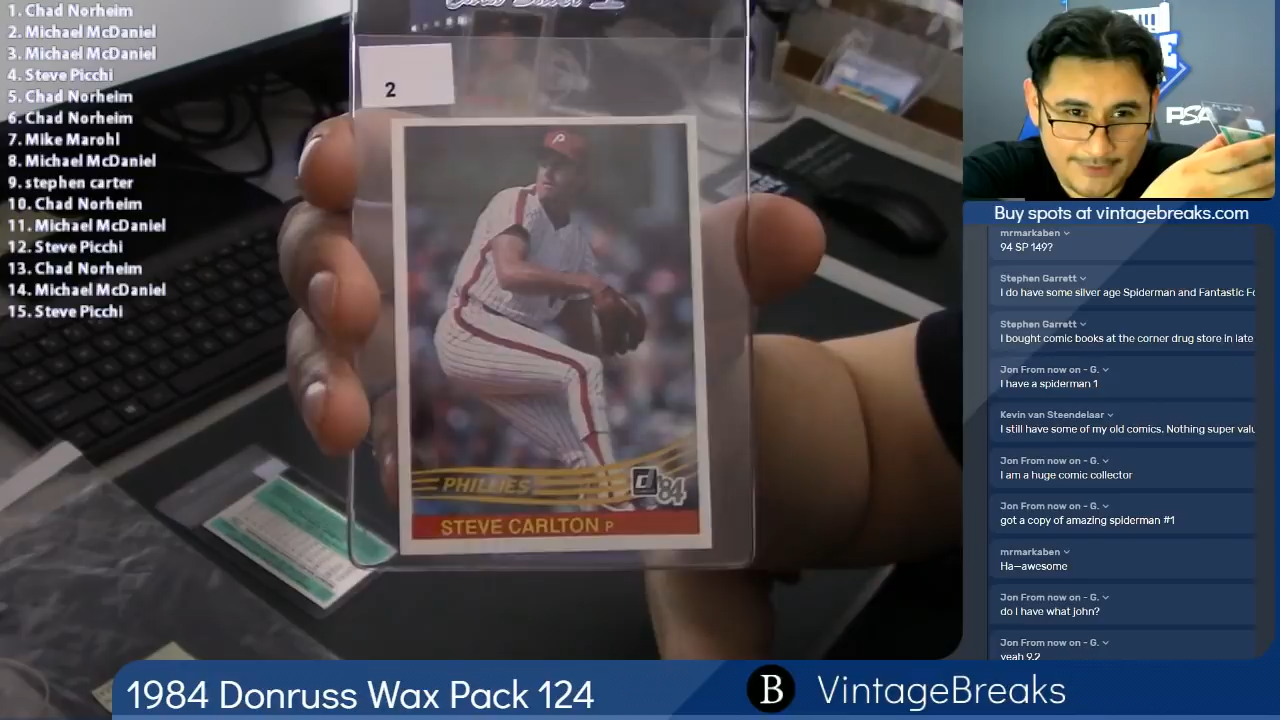 1. Chad Norheim
2. Michael McDaniel
3. Michael McDaniel
4. Steve Picchi
5. Chad Norheim
6. Chad Norheim
7. Mike Marohl
8. Michael McDaniel
9. stephen carter
10. Chad Norheim
11. Michael McDaniel
12. Steve Picchi
13. Chad Norheim
14. Michael McDaniel
15. Steve Picchi
2
P
PHILLIES
d '84
STEVE CARLTON P
PSA
Buy spots at vintagebreaks.com
mrmarkaben
94 SP 149?
Stephen Garrett
I do have some silver age Spiderman and Fantastic Fo
Stephen Garrett
I bought comic books at the corner drug store in late
Jon From now on - G.
I have a spiderman 1
Kevin van Steendelaar
I still have some of my old comics. Nothing super valu
Jon From now on - G.
I am a huge comic collector
Jon From now on - G.
got a copy of amazing spiderman #1
mrmarkaben
Ha—awesome
Jon From now on - G.
do I have what john?
Jon From now on - G.
yeah 9.2
1984 Donruss Wax Pack 124
B VintageBreaks